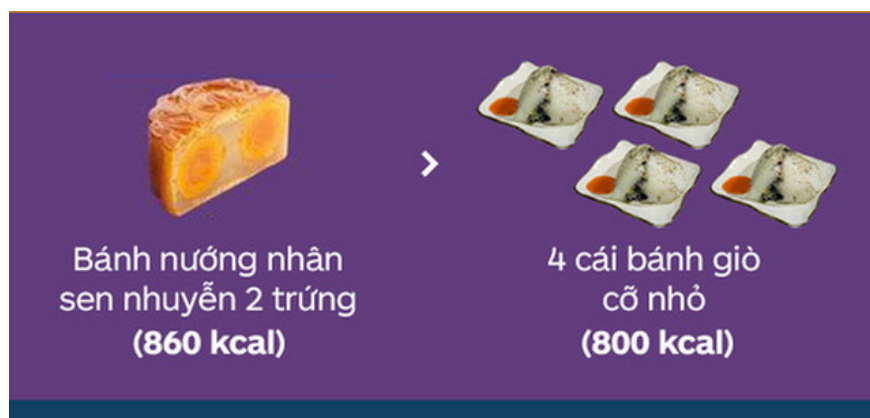 Bánh nướng nhân
sen nhuyễn 2 trứng
(860 kcal)
>
4 cái bánh giò
cỡ nhỏ
(800 kcal)